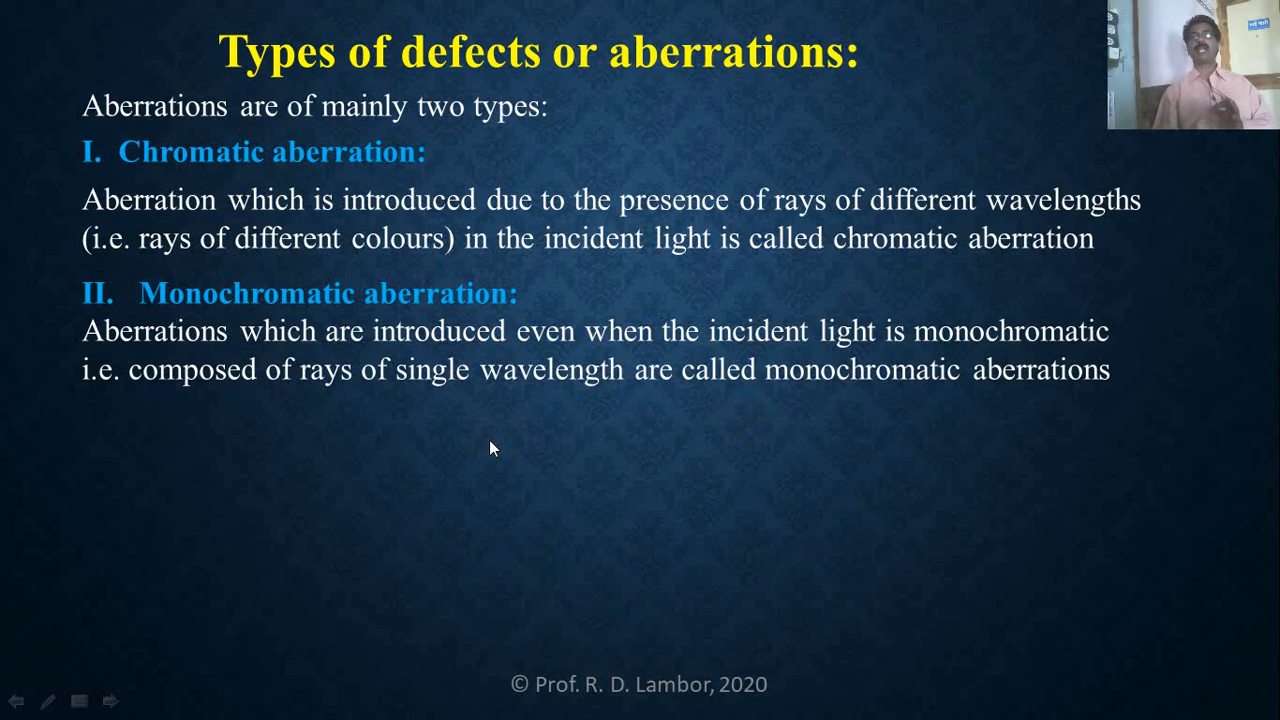 Types of defects or aberrations:
Aberrations are of mainly two types:
I. Chromatic aberration:
Aberration which is introduced due to the presence of rays of different wavelengths
(i.e. rays of different colours) in the incident light is called chromatic aberration
II. Monochromatic aberration:
Aberrations which are introduced even when the incident light is monochromatic
i.e. composed of rays of single wavelength are called monochromatic aberrations
© Prof. R. D. Lambor, 2020